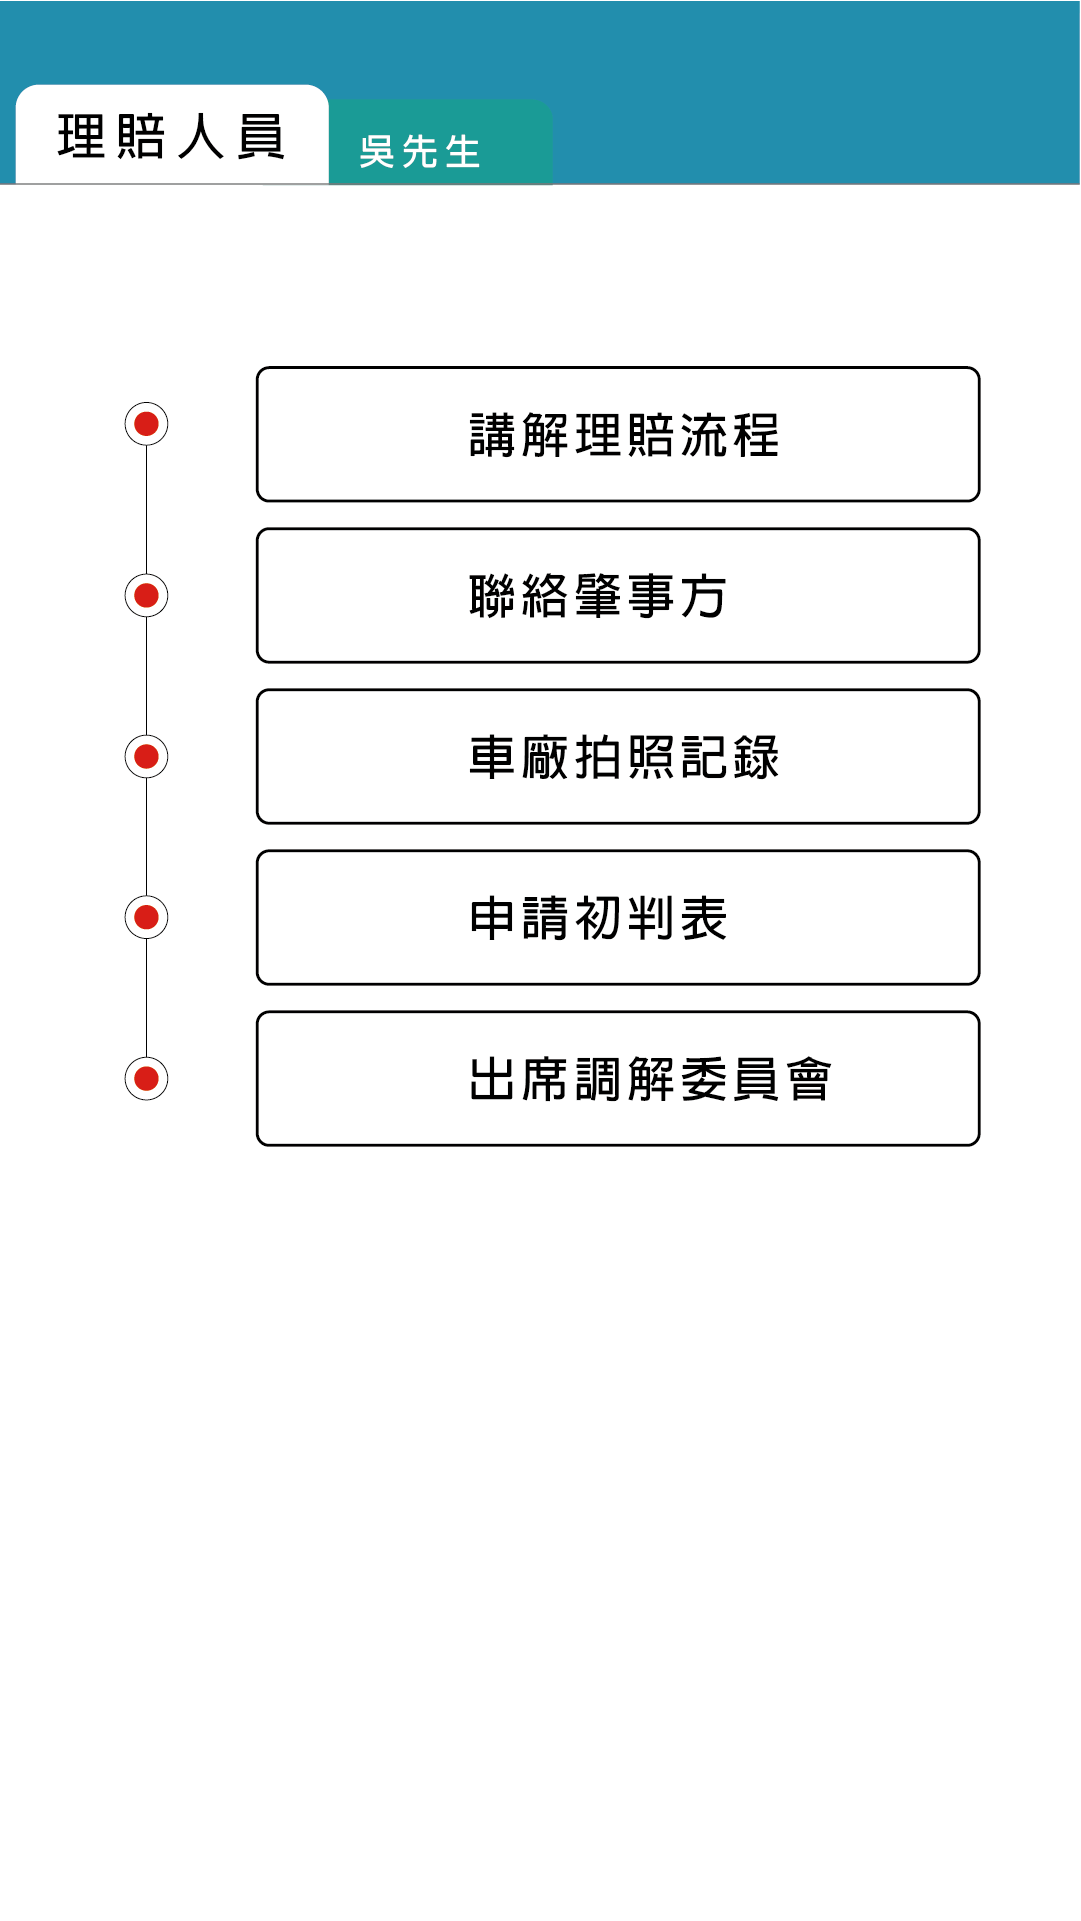 理賠人員
吳先生
講解理賠流程
聯絡肇事方
車廠拍照記錄
申請初判表
出席調解委員會